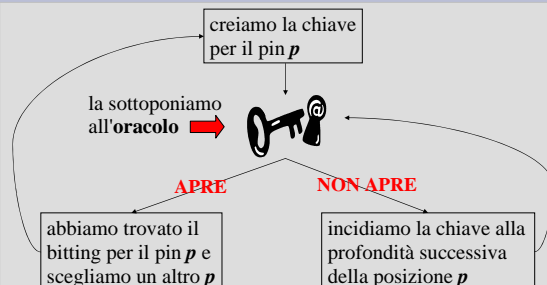 creiamo la chiave
per il pin p
la sottoponiamo
all'oracolo
@
APRE
NON APRE
abbiamo trovato il
bitting per il pin p e
scegliamo un altro p
incidiamo la chiave alla
profondità successiva
della posizione p